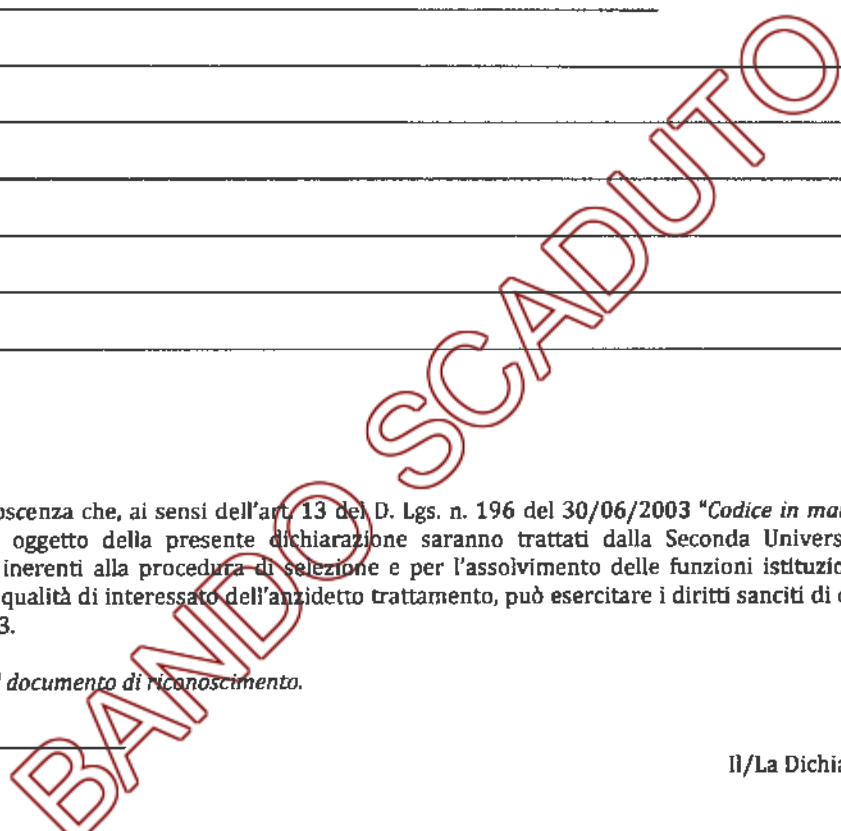 oscenza che, ai sensi dell'art. 13 del D. Lgs. n. 196 del 30/06/2003 "Codice in ma
oggetto della presente dichiarazione saranno trattati dalla Seconda Univers
inerenti alla procedura di selezione e per l'assolvimento delle funzioni istituzio
qualità di interessato dell'anzidetto trattamento, può esercitare i diritti sanciti di
3.
documento di riconoscimento.
Il/La Dichia
BANDO SCADUTO